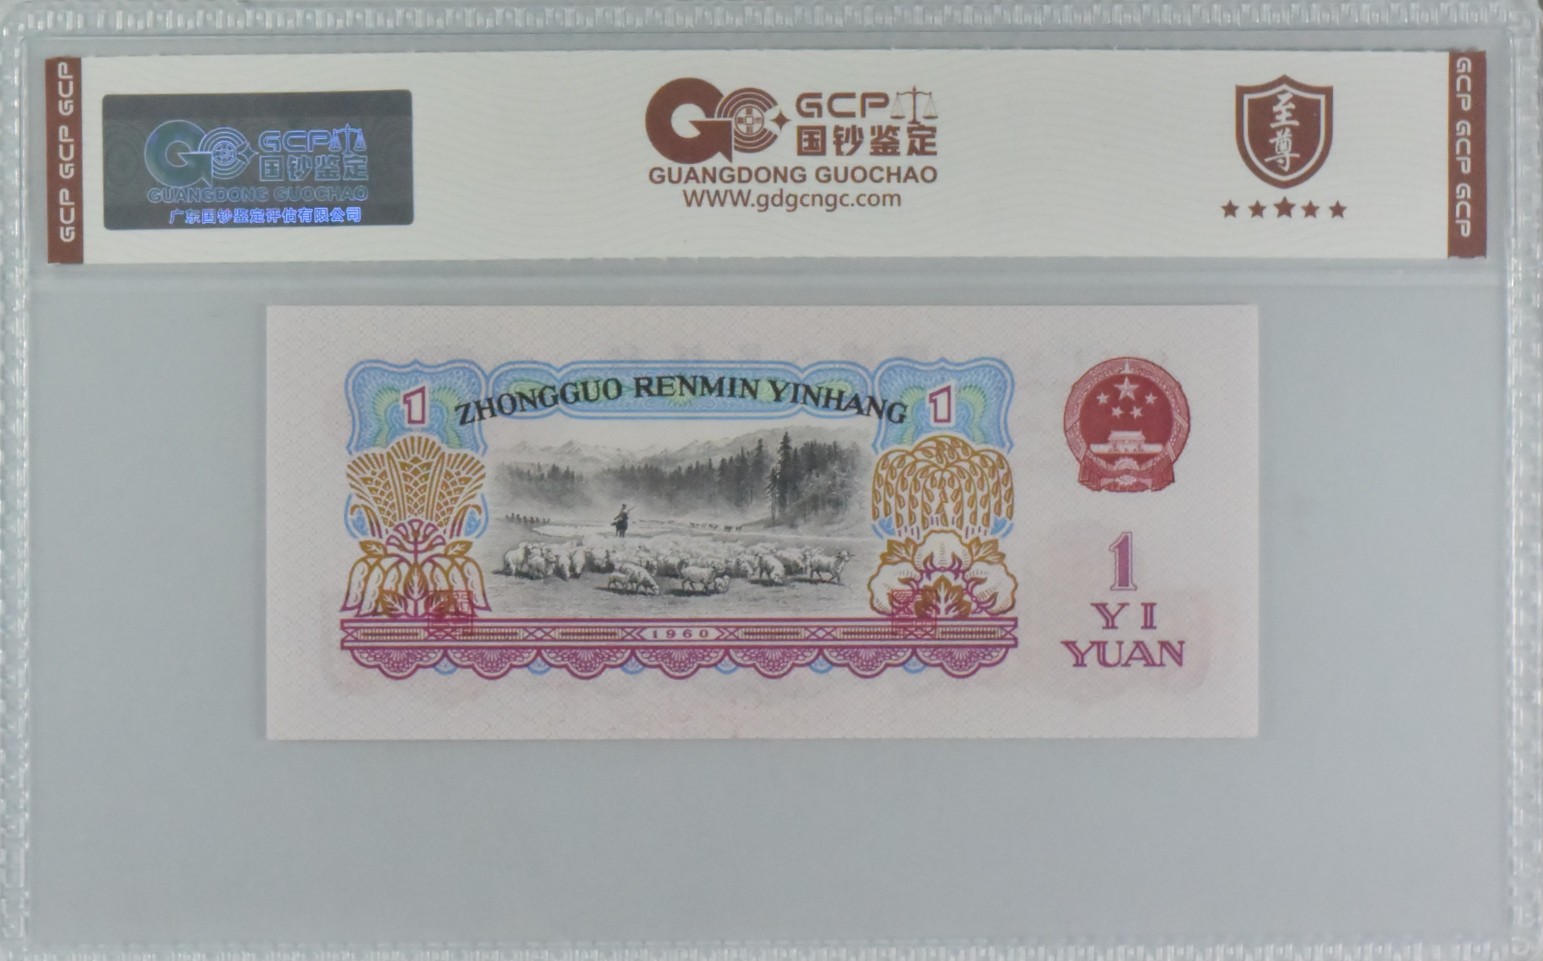 GCP GCP GCP
GCP
国钞鉴定
GUANGDONG GUOCHAO
广东国钞鉴定评估有限公司
GCP
国钞鉴定
GUANGDONG GUOCHAO
WWW.gdgcngc.com
至尊
GCP GCP GCP
1
ZHONGGUO RENMIN YINHANG
1
1960
1
YI
YUAN